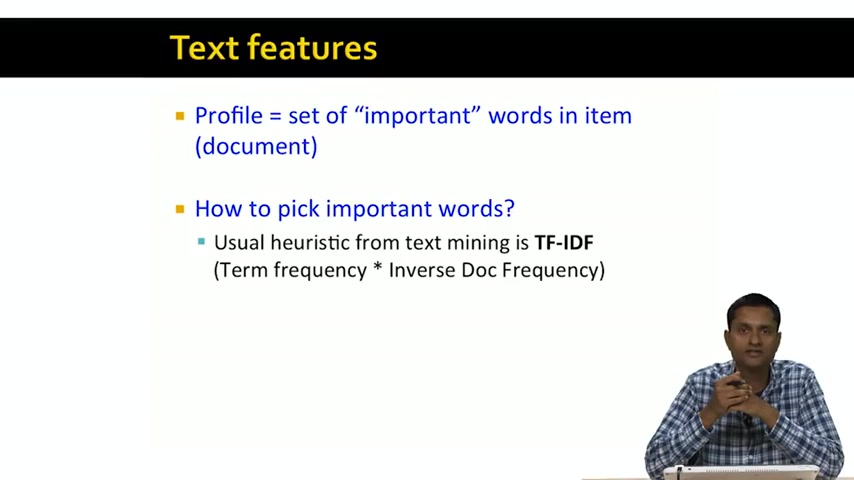 Text features
Profile = set of “important” words in item
(document)
How to pick important words?
Usual heuristic from text mining is TF-IDF
(Term frequency * Inverse Doc Frequency)